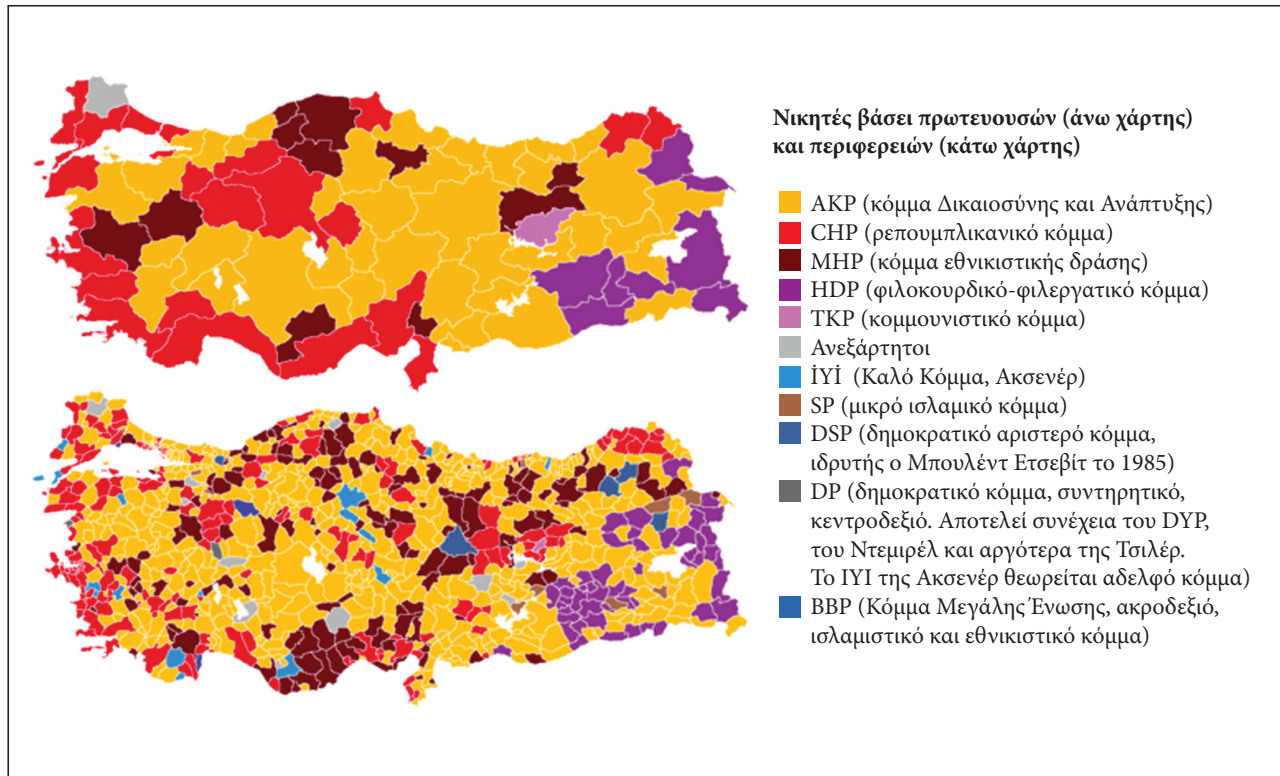 Νικητές βάσει πρωτευουσών (άνω χάρτης)
και περιφερειών (κάτω χάρτης)
AKP (κόμμα Δικαιοσύνης και Ανάπτυξης)
CHP (ρεπουμπλικανικό κόμμα)
MHP (κόμμα εθνικιστικής δράσης)
HDP (φιλοκουρδικό-φιλεργατικό κόμμα)
TKP (κομμουνιστικό κόμμα)
Ανεξάρτητοι
İYİ (Καλό Κόμμα, Ακσενέρ)
SP (μικρό ισλαμικό κόμμα)
DSP (δημοκρατικό αριστερό κόμμα,
ιδρυτής ο Μπουλέντ Ετσεβίτ το 1985)
DP (δημοκρατικό κόμμα, συντηρητικό,
κεντροδεξιό. Αποτελεί συνέχεια του DYP,
του Ντεμιρέλ και αργότερα της Τσιλέρ.
Το ΙΥΙ της Ακσενέρ θεωρείται αδελφό κόμμα)
BBP (Κόμμα Μεγάλης Ένωσης, ακροδεξιό,
ισλαμιστικό και εθνικιστικό κόμμα)